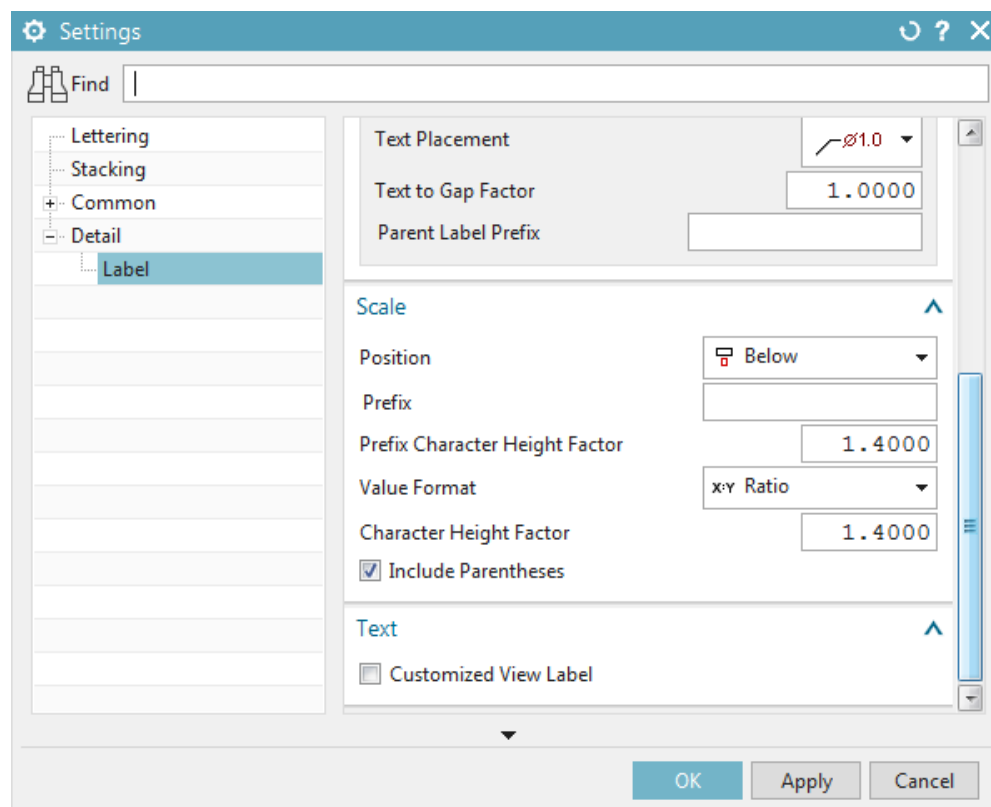 Settings
?
Find
Lettering
Stacking
Common
Detail
Label
Text Placement
Ø1.0
Text to Gap Factor 1.0000
Parent Label Prefix
Scale
Position Below
Prefix
Prefix Character Height Factor 1.4000
Value Format X:Y Ratio
Character Height Factor 1.4000
Include Parentheses
Text
Customized View Label
OK Apply Cancel